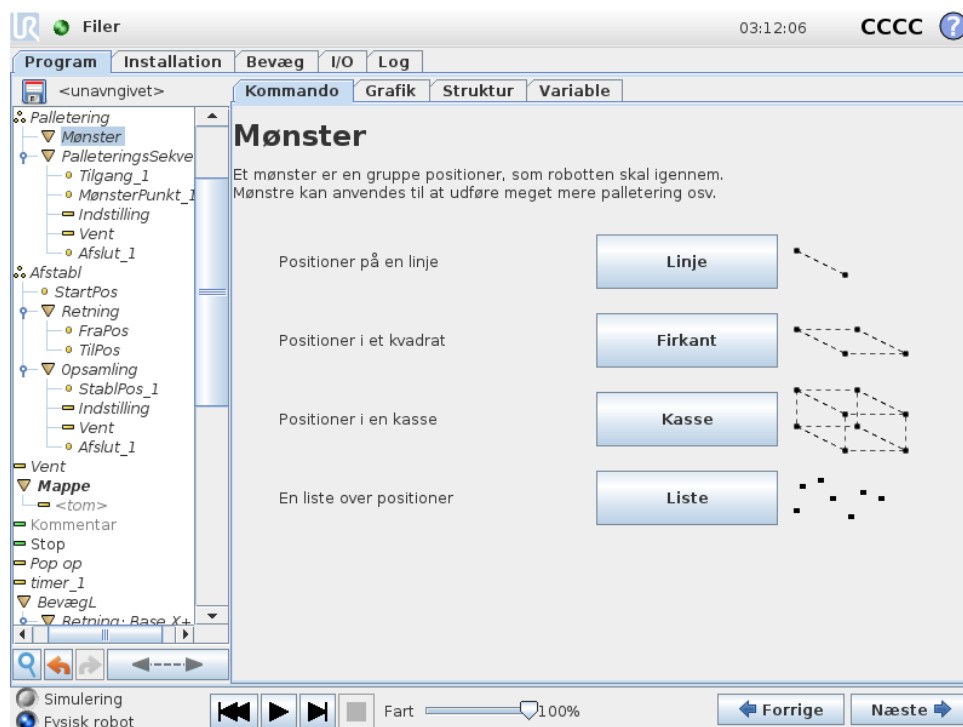 UR Filer 03:12:06 CCCC ?
Program Installation Bevæg I/O Log
<unavngivet> Kommando Grafik Struktur Variable
Palletering
Mønster
PalleteringsSekve
Tilgang_1
MønsterPunkt_1
Indstilling
Vent
Afslut_1
Afstabl
StartPos
Retning
FraPos
TilPos
Opsamling
StablPos_1
Indstilling
Vent
Afslut_1
Vent
Mappe
<tom>
Kommentar
Stop
Pop op
timer_1
BevægL
Retning: Base X+
Mønster
Et mønster er en gruppe positioner, som robotten skal igennem.
Mønstre kan anvendes til at udføre meget mere palletering osv.
Positioner på en linje Linje
Positioner i et kvadrat Firkant
Positioner i en kasse Kasse
En liste over positioner Liste
Simulering
Fysisk robot
Fart 100% Forrige Næste